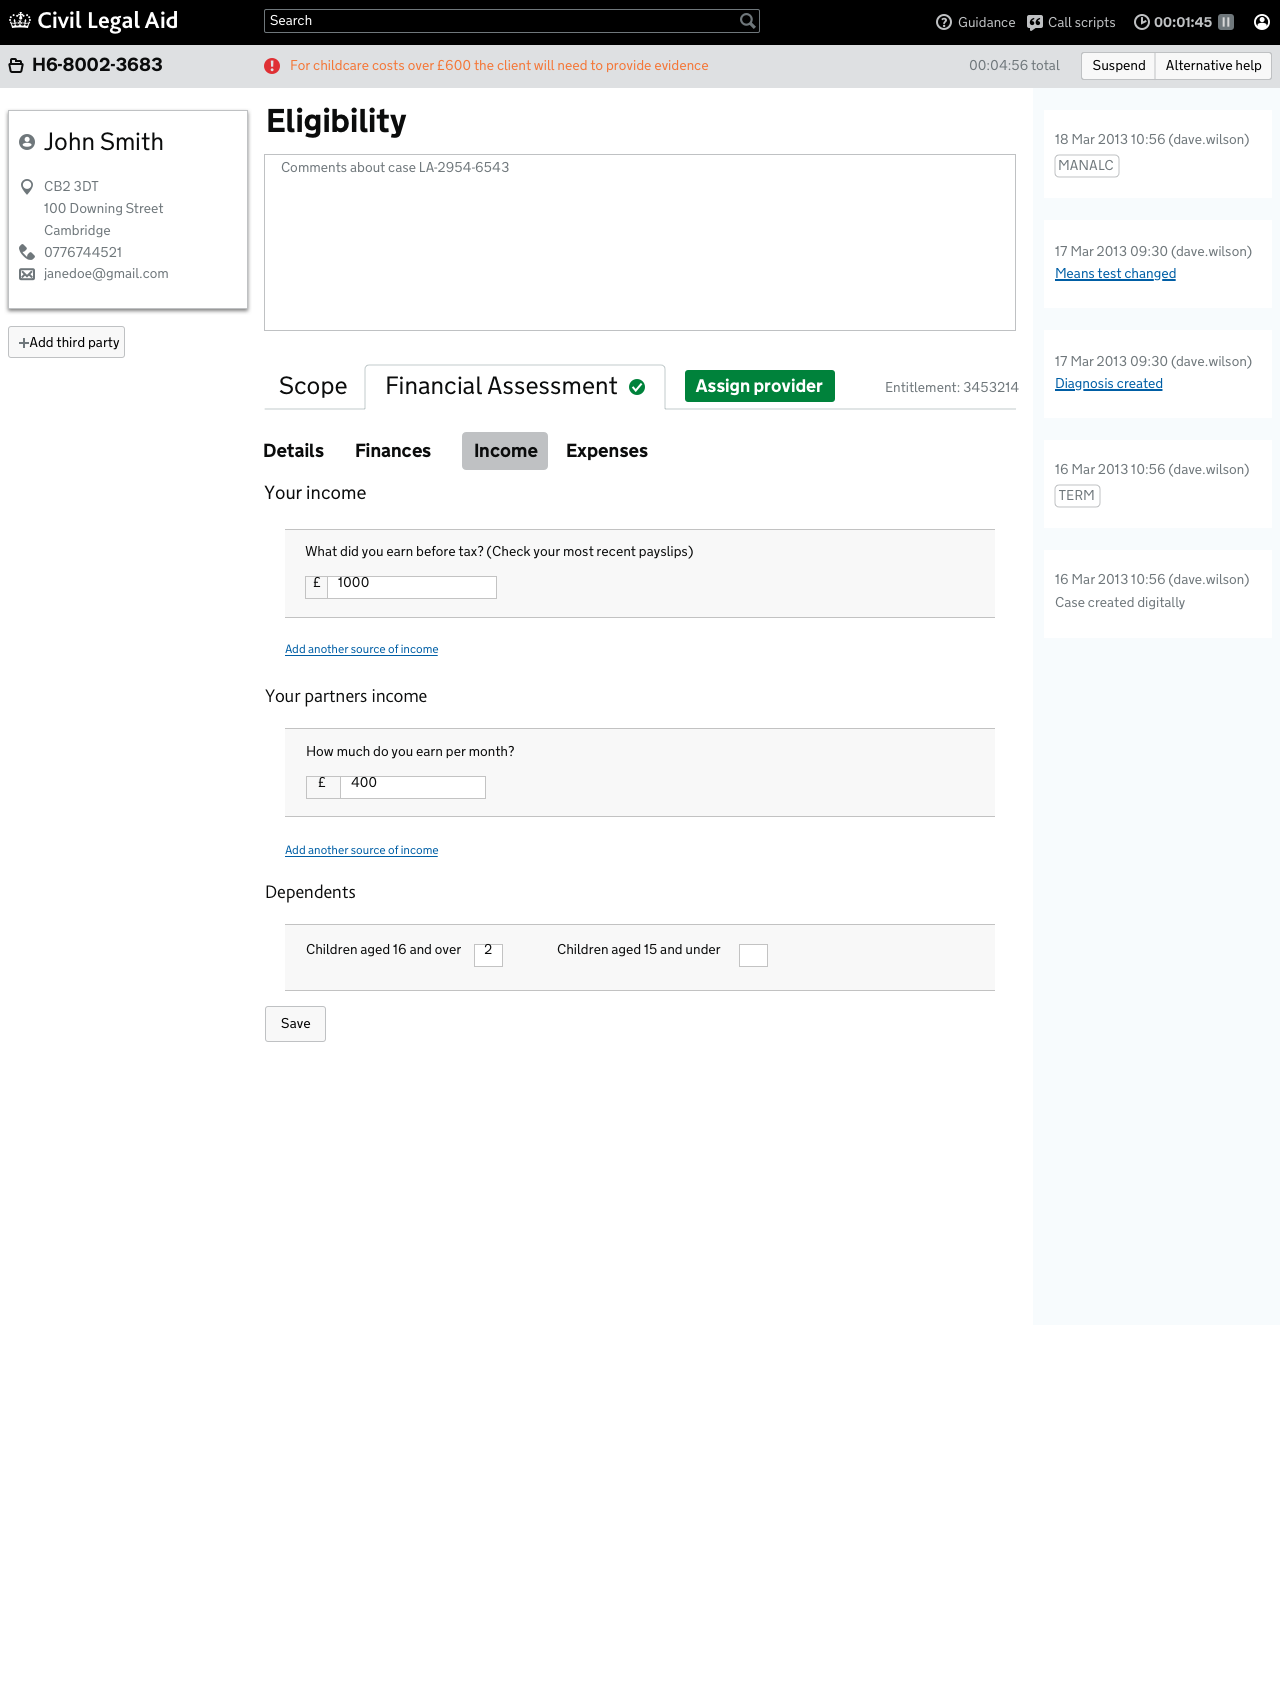 Civil Legal Aid
Search
Guidance
Call scripts
00:01:45
H6-8002-3683
For childcare costs over £600 the client will need to provide evidence
00:04:56 total
Suspend
Alternative help
John Smith
CB2 3DT
100 Downing Street
Cambridge
0776744521
janedoe@gmail.com
+Add third party
Eligibility
Comments about case LA-2954-6543
Scope
Financial Assessment
Assign provider
Entitlement: 3453214
Details
Finances
Income
Expenses
Your income
What did you earn before tax? (Check your most recent payslips)
£ 1000
Add another source of income
Your partners income
How much do you earn per month?
£ 400
Add another source of income
Dependents
Children aged 16 and over 2
Children aged 15 and under
Save
18 Mar 2013 10:56 (dave.wilson)
MANALC
17 Mar 2013 09:30 (dave.wilson)
Means test changed
17 Mar 2013 09:30 (dave.wilson)
Diagnosis created
16 Mar 2013 10:56 (dave.wilson)
TERM
16 Mar 2013 10:56 (dave.wilson)
Case created digitally